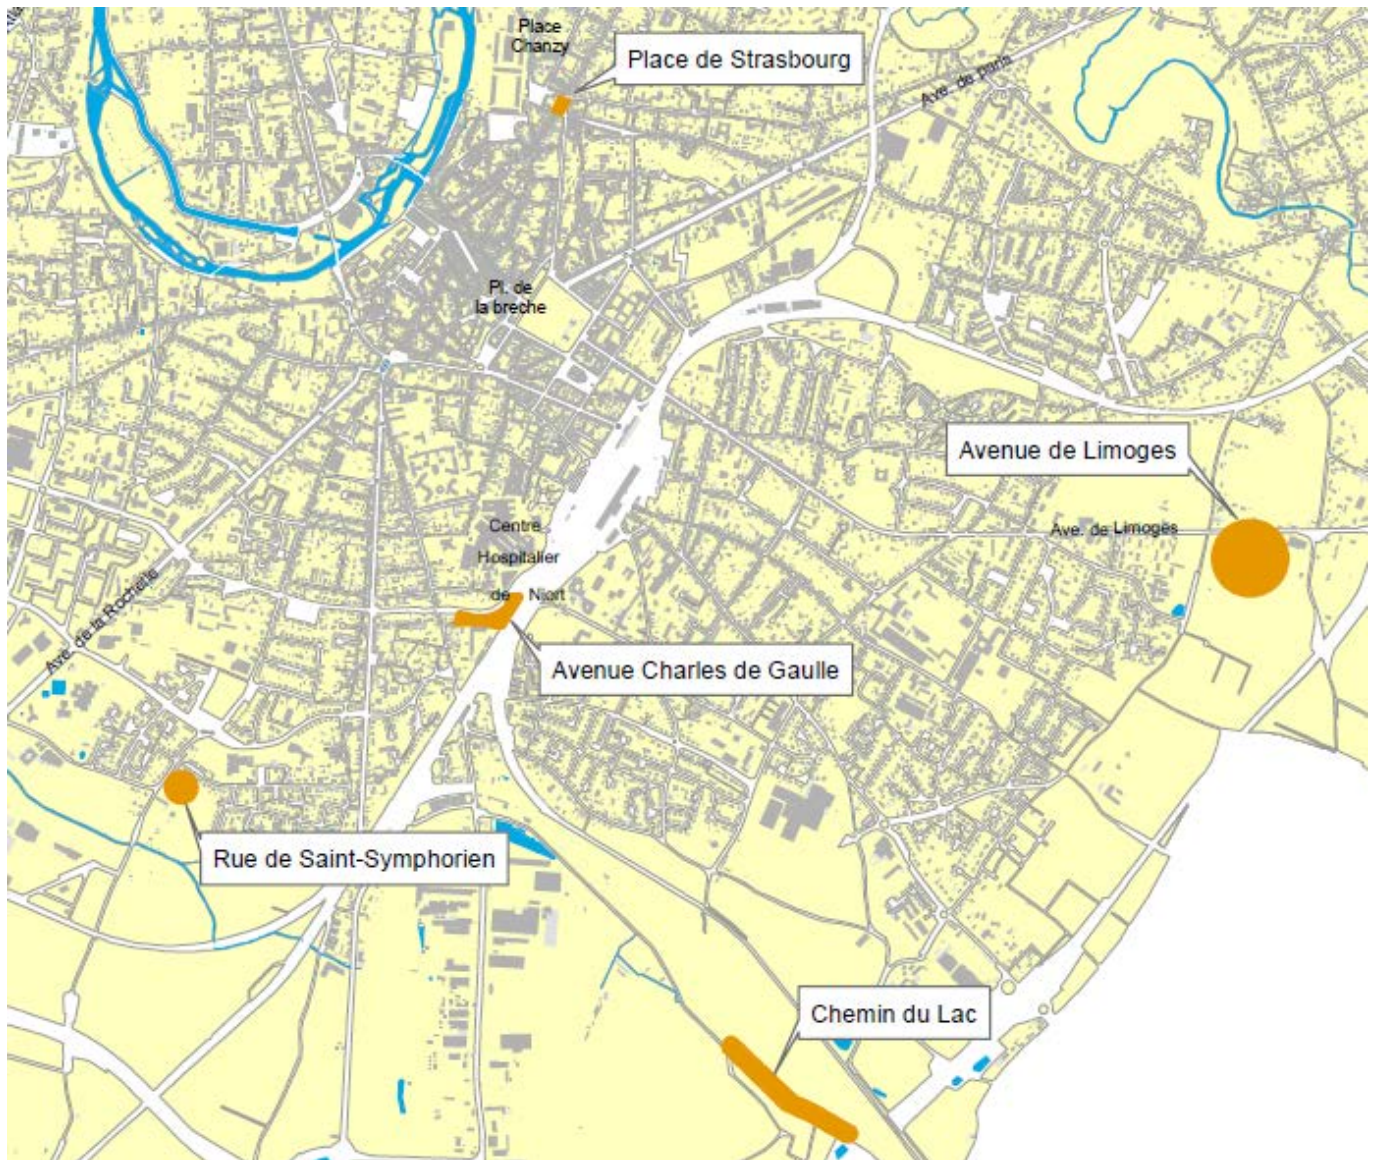 Place
Chanzy
Place de Strasbourg
Ave. de paris
Pl. de
la breche
Avenue de Limoges
Ave. de Limoges
Centre
Hospitalier
de Niort
Ave. de la Rochelle
Avenue Charles de Gaulle
Rue de Saint-Symphorien
Chemin du Lac